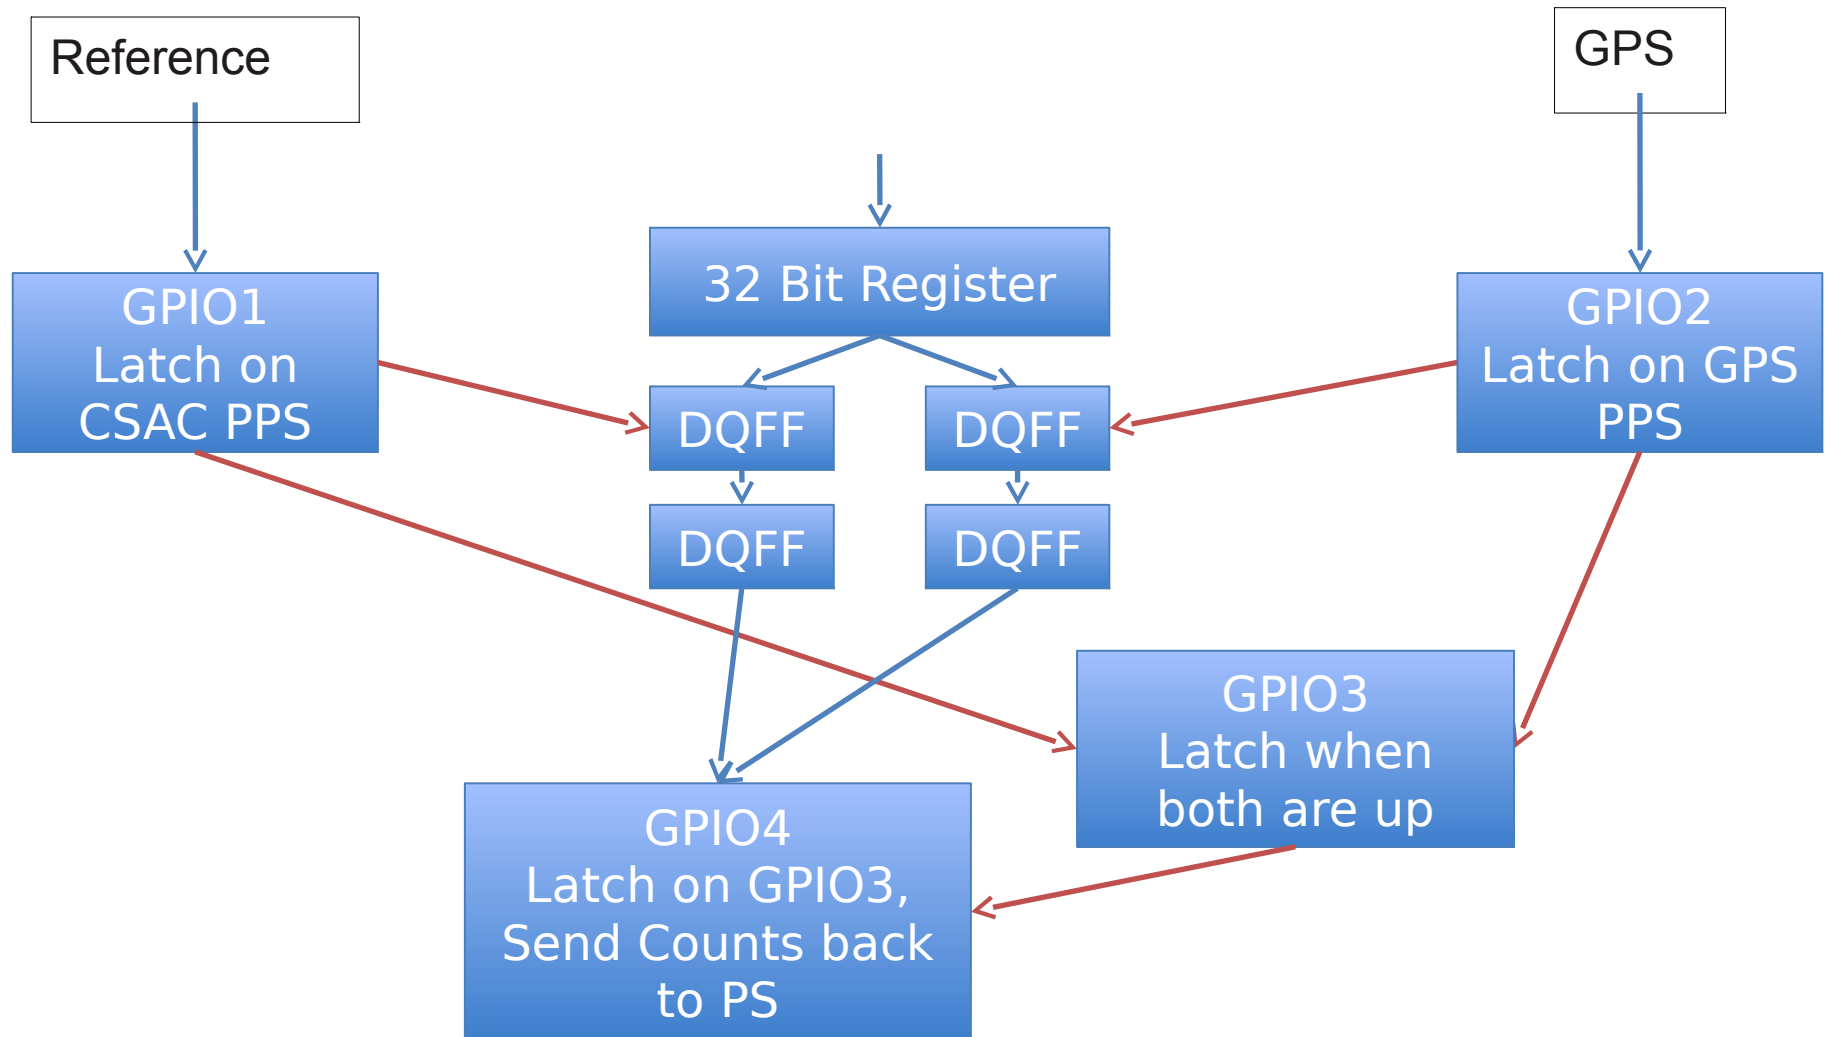 Reference
GPS
32 Bit Register
GPIO1
Latch on
CSAC PPS
GPIO2
Latch on GPS
PPS
DQFF
DQFF
DQFF
DQFF
GPIO3
Latch when
both are up
GPIO4
Latch on GPIO3,
Send Counts back
to PS